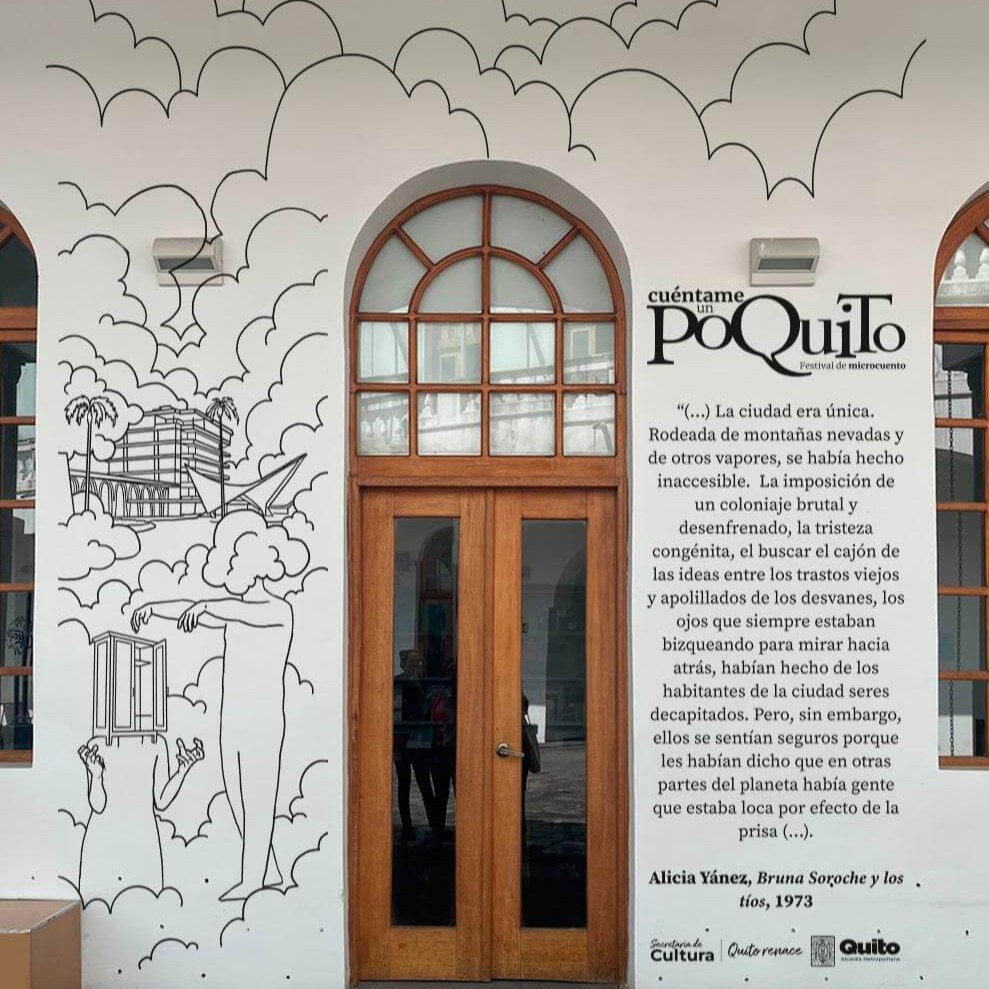 cuéntame
un
PoQuiTo
Festival de microcuento
“(...) La ciudad era única.
Rodeada de montañas nevadas y
de otros vapores, se había hecho
inaccesible. La imposición de
un coloniaje brutal y
desenfrenado, la tristeza
congénita, el buscar el cajón de
las ideas entre los trastos viejos
y apolillados de los desvanes, los
ojos que siempre estaban
bizqueando para mirar hacia
atrás, habían hecho de los
habitantes de la ciudad seres
decapitados. Pero, sin embargo,
ellos se sentían seguros porque
les habían dicho que en otras
partes del planeta había gente
que estaba loca por efecto de la
prisa (...).
Alicia Yánez, Bruna Soroche y los
tíos, 1973
Secretaría de
Cultura
Quito renace
Quito
Alcaldía Metropolitana